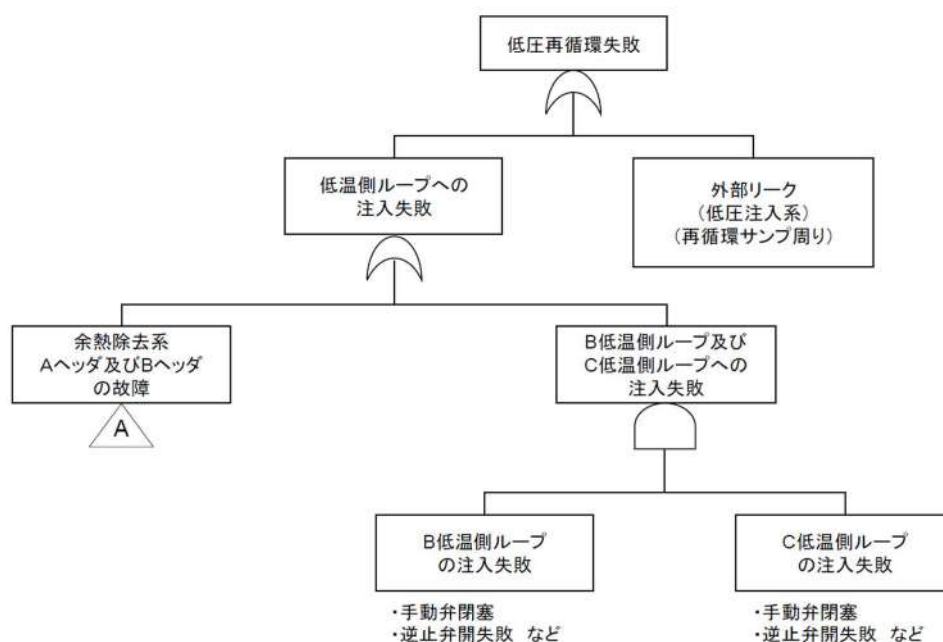 低圧再循環失敗
低温側ループへの
注入失敗
外部リーク
(低圧注入系)
(再循環サンプ周り)
余熱除去系
Aヘッダ及びBヘッダ
の故障
A
B低温側ループ及び
C低温側ループへの
注入失敗
B低温側ループ
の注入失敗
・手動弁閉塞
・逆止弁開失敗 など
C低温側ループ
の注入失敗
・手動弁閉塞
・逆止弁開失敗 など